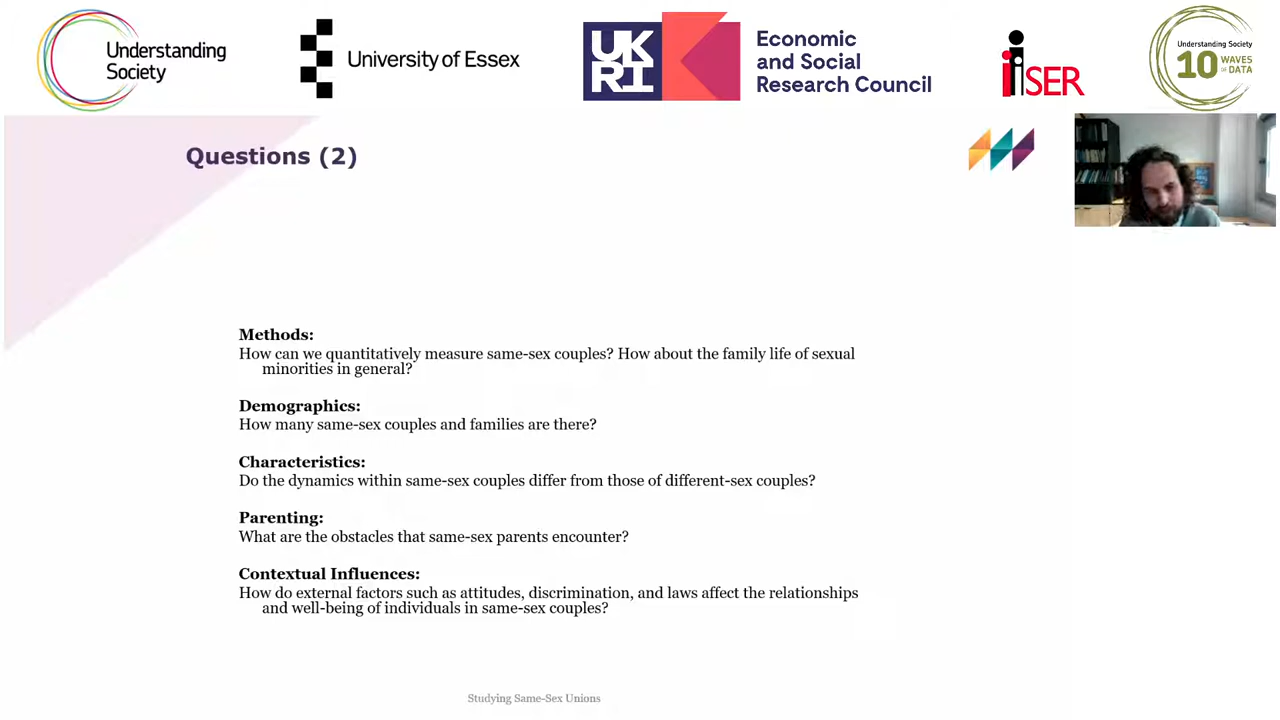 Understanding
Society
University of Essex
UK
RI
Economic
and Social
Research Council
iSER
Understanding Society
10 WAVES
OF DATA
Questions (2)
Methods:
How can we quantitatively measure same-sex couples? How about the family life of sexual
minorities in general?
Demographics:
How many same-sex couples and families are there?
Characteristics:
Do the dynamics within same-sex couples differ from those of different-sex couples?
Parenting:
What are the obstacles that same-sex parents encounter?
Contextual Influences:
How do external factors such as attitudes, discrimination, and laws affect the relationships
and well-being of individuals in same-sex couples?
Studying Same-Sex Unions